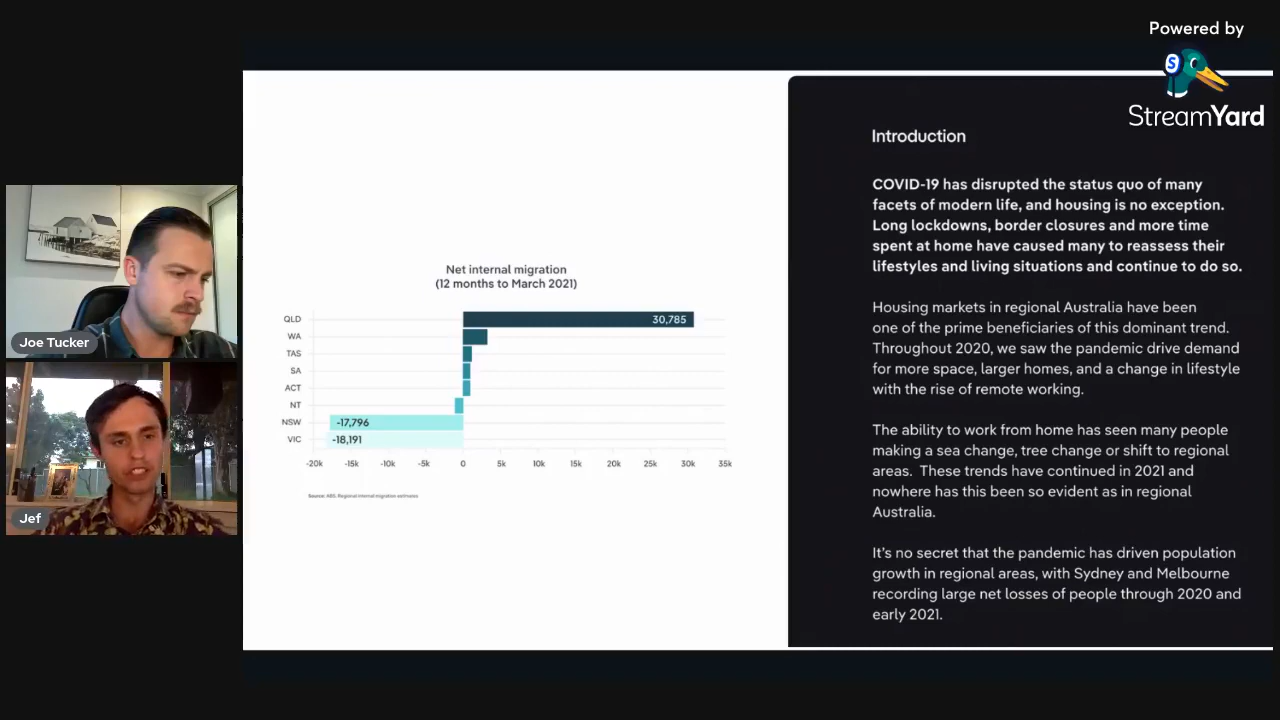 Powered by
StreamYard
Joe Tucker
Jef
Net internal migration
(12 months to March 2021)
QLD
30,785
WA
TAS
SA
ACT
NT
NSW
-17,796
VIC
-18,191
-20k -15k -10k -5k 0 5k 10k 15k 20k 25k 30k 35k
Source: ABS, Regional internal migration estimates
Introduction
COVID-19 has disrupted the status quo of many
facets of modern life, and housing is no exception.
Long lockdowns, border closures and more time
spent at home have caused many to reassess their
lifestyles and living situations and continue to do so.
Housing markets in regional Australia have been
one of the prime beneficiaries of this dominant trend.
Throughout 2020, we saw the pandemic drive demand
for more space, larger homes, and a change in lifestyle
with the rise of remote working.
The ability to work from home has seen many people
making a sea change, tree change or shift to regional
areas. These trends have continued in 2021 and
nowhere has this been so evident as in regional
Australia.
It's no secret that the pandemic has driven population
growth in regional areas, with Sydney and Melbourne
recording large net losses of people through 2020 and
early 2021.